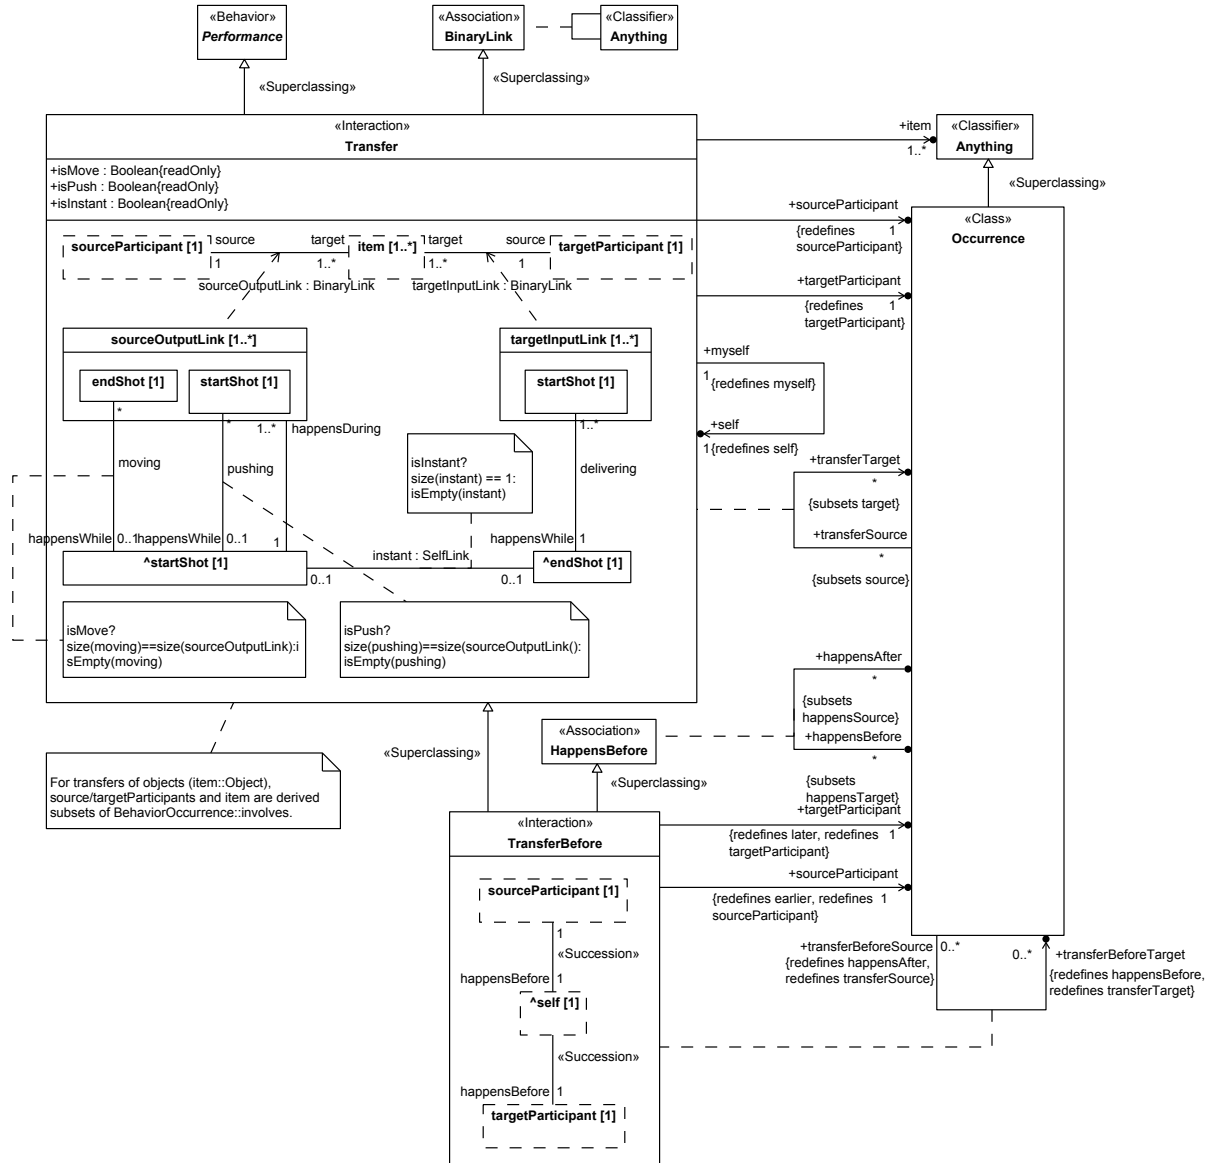 «Behavior»
Performance
«Association»
BinaryLink
«Classifier»
Anything
«Superclassing»
«Superclassing»
«Interaction»
Transfer
+isMove : Boolean{readOnly}
+isPush : Boolean{readOnly}
+isInstant : Boolean{readOnly}
+item
1..*
«Classifier»
Anything
«Superclassing»
+sourceParticipant
{redefines 1
sourceParticipant}
«Class»
Occurrence
sourceParticipant [1]
source
1
target
1..*
item [1..*]
target
1..*
source
1
targetParticipant [1]
sourceOutputLink : BinaryLink
targetInputLink : BinaryLink
+targetParticipant
{redefines 1
targetParticipant}
sourceOutputLink [1..*]
endShot [1]
startShot [1]
targetInputLink [1..*]
startShot [1]
+myself
1
{redefines myself}
+self
1{redefines self}
*
*
1..*
happensDuring
1..*
moving
pushing
isInstant?
size(instant) == 1:
isEmpty(instant)
delivering
+transferTarget
*
{subsets target}
+transferSource
*
{subsets source}
happensWhile 0..1
happensWhile 0..1
1
instant : SelfLink
happensWhile 1
^startShot [1]
0..1
0..1
^endShot [1]
isMove?
size(moving)==size(sourceOutputLink):i
sEmpty(moving)
isPush?
size(pushing)==size(sourceOutputLink():
isEmpty(pushing)
+happensAfter
*
{subsets
happensSource}
+happensBefore
*
{subsets
happensTarget}
«Superclassing»
«Association»
HappensBefore
«Superclassing»
For transfers of objects (item::Object),
source/targetParticipants and item are derived
subsets of BehaviorOccurrence::involves.
«Interaction»
TransferBefore
+targetParticipant
{redefines later, redefines 1
targetParticipant}
+sourceParticipant
{redefines earlier, redefines 1
sourceParticipant}
sourceParticipant [1]
1
«Succession»
happensBefore 1
^self [1]
«Succession»
happensBefore 1
targetParticipant [1]
+transferBeforeSource
0..*
{redefines happensAfter,
redefines transferSource}
0..*
+transferBeforeTarget
{redefines happensBefore,
redefines transferTarget}